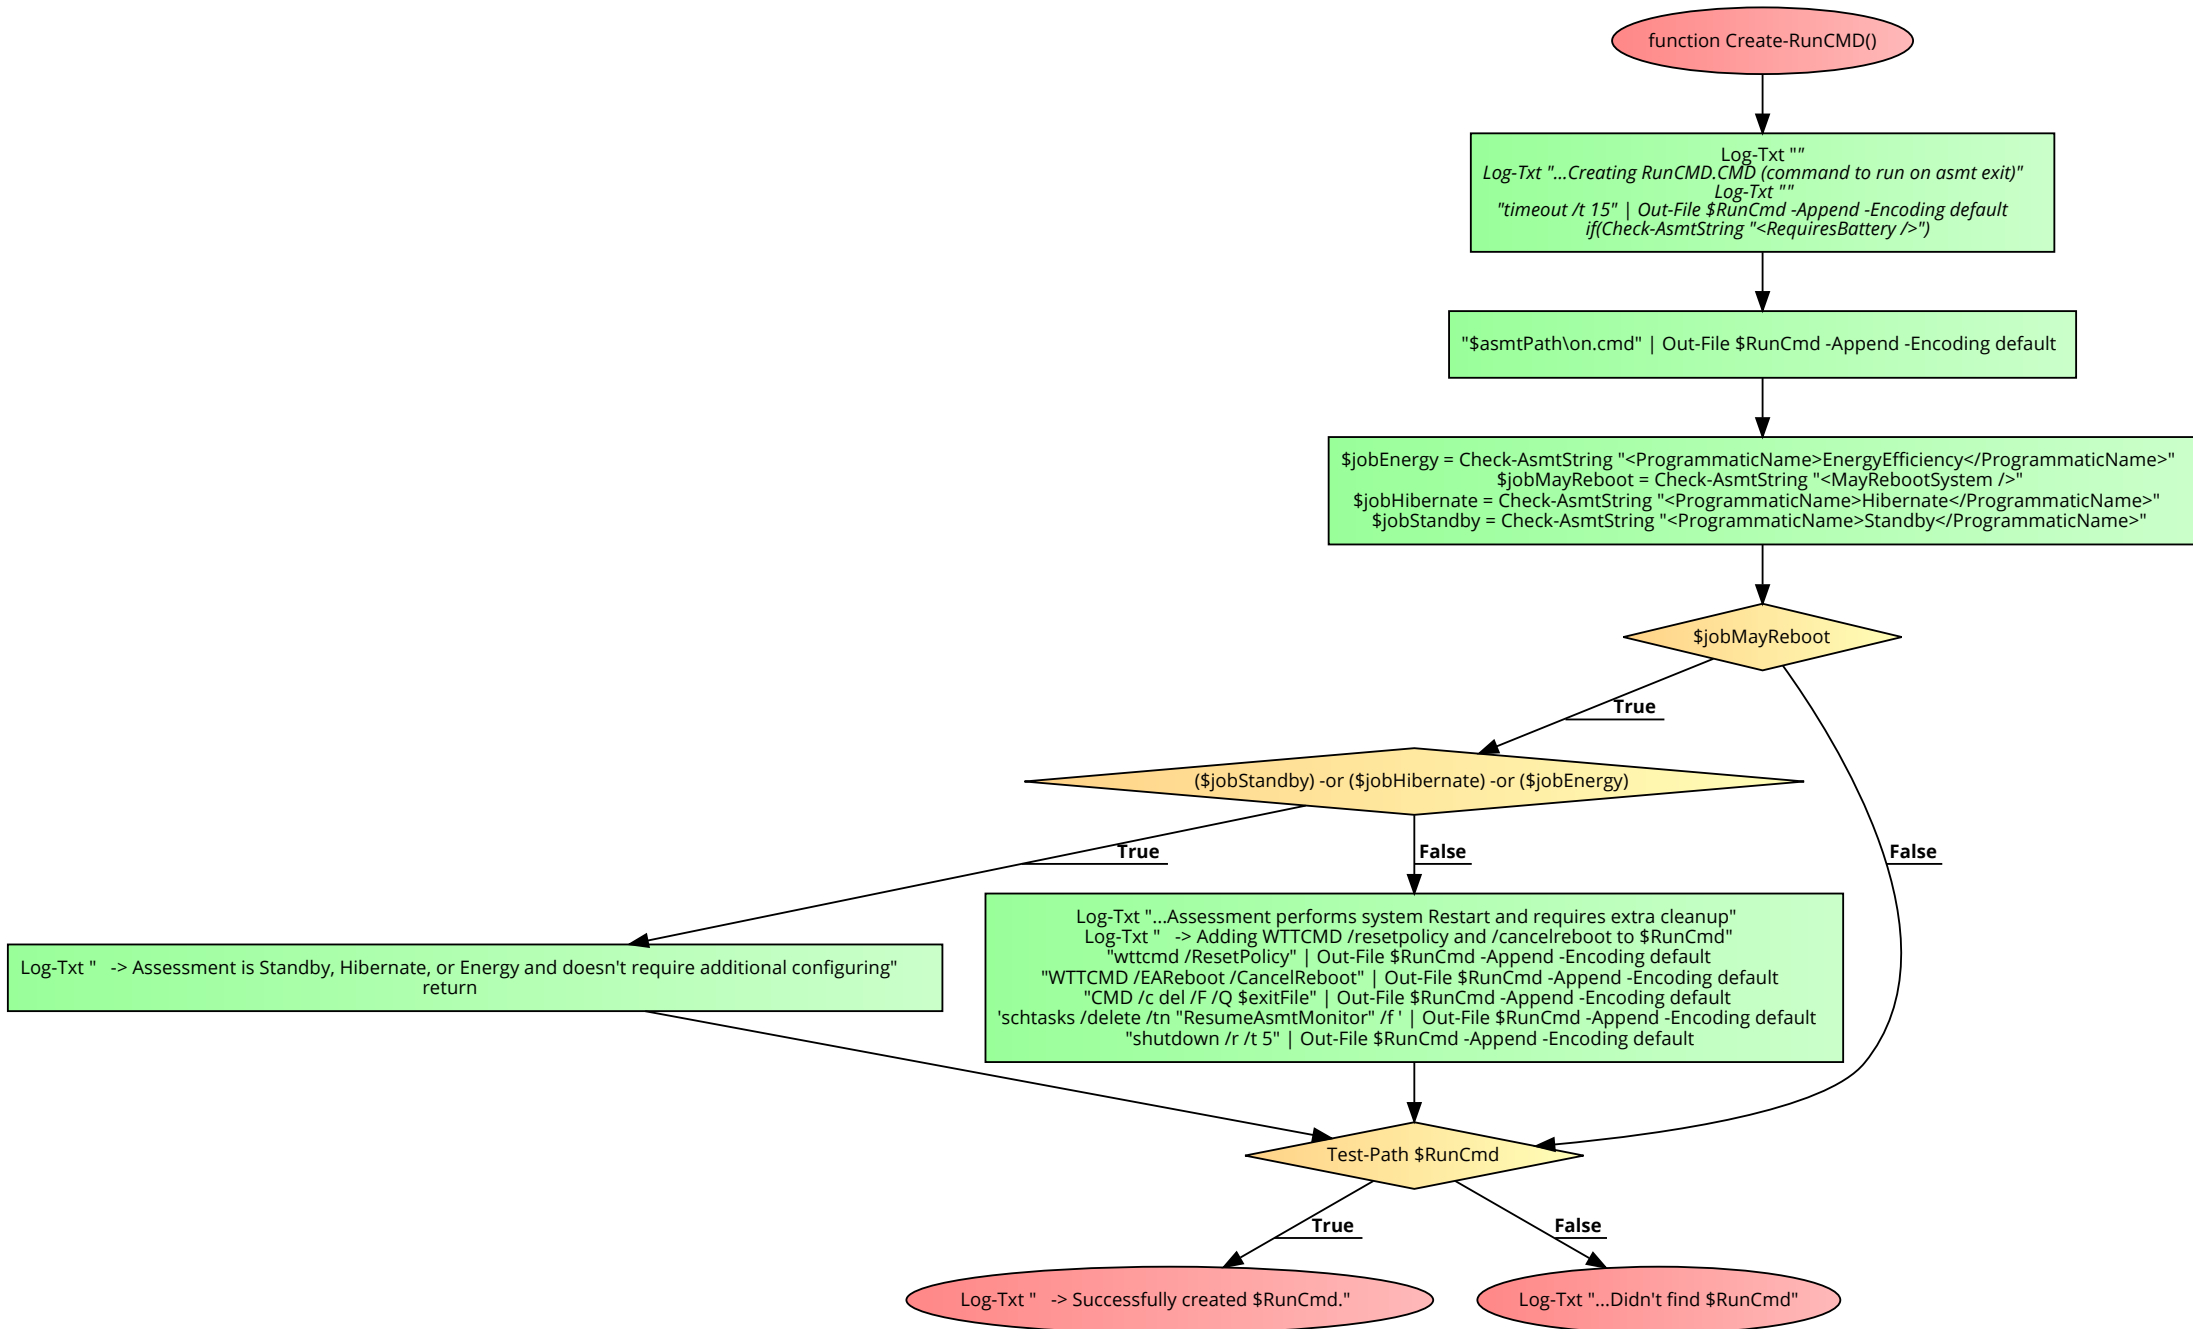 function Create-RunCMD()
Log-Txt ""
Log-Txt "...Creating RunCMD.CMD (command to run on asmt exit)"
Log-Txt ""
"timeout /t 15" | Out-File $RunCmd -Append -Encoding default
if(Check-AsmtString "<RequiresBattery />")
"$asmtPath\on.cmd" | Out-File $RunCmd -Append -Encoding default
$jobEnergy = Check-AsmtString "<ProgrammaticName>EnergyEfficiency</ProgrammaticName>"
$jobMayReboot = Check-AsmtString "<MayRebootSystem />"
$jobHibernate = Check-AsmtString "<ProgrammaticName>Hibernate</ProgrammaticName>"
$jobStandby = Check-AsmtString "<ProgrammaticName>Standby</ProgrammaticName>"
$jobMayReboot
True
($jobStandby) -or ($jobHibernate) -or ($jobEnergy)
True
False
False
Log-Txt "...Assessment performs system Restart and requires extra cleanup"
Log-Txt "   -> Adding WTTCMD /resetpolicy and /cancelreboot to $RunCmd"
"wttcmd /ResetPolicy" | Out-File $RunCmd -Append -Encoding default
"WTTCMD /EAReboot /CancelReboot" | Out-File $RunCmd -Append -Encoding default
"CMD /c del /F /Q $exitFile" | Out-File $RunCmd -Append -Encoding default
'schtasks /delete /tn "ResumeAsmtMonitor" /f ' | Out-File $RunCmd -Append -Encoding default
"shutdown /r /t 5" | Out-File $RunCmd -Append -Encoding default
Log-Txt "   -> Assessment is Standby, Hibernate, or Energy and doesn't require additional configuring"
return
Test-Path $RunCmd
True
False
Log-Txt "   -> Successfully created $RunCmd."
Log-Txt "...Didn't find $RunCmd"